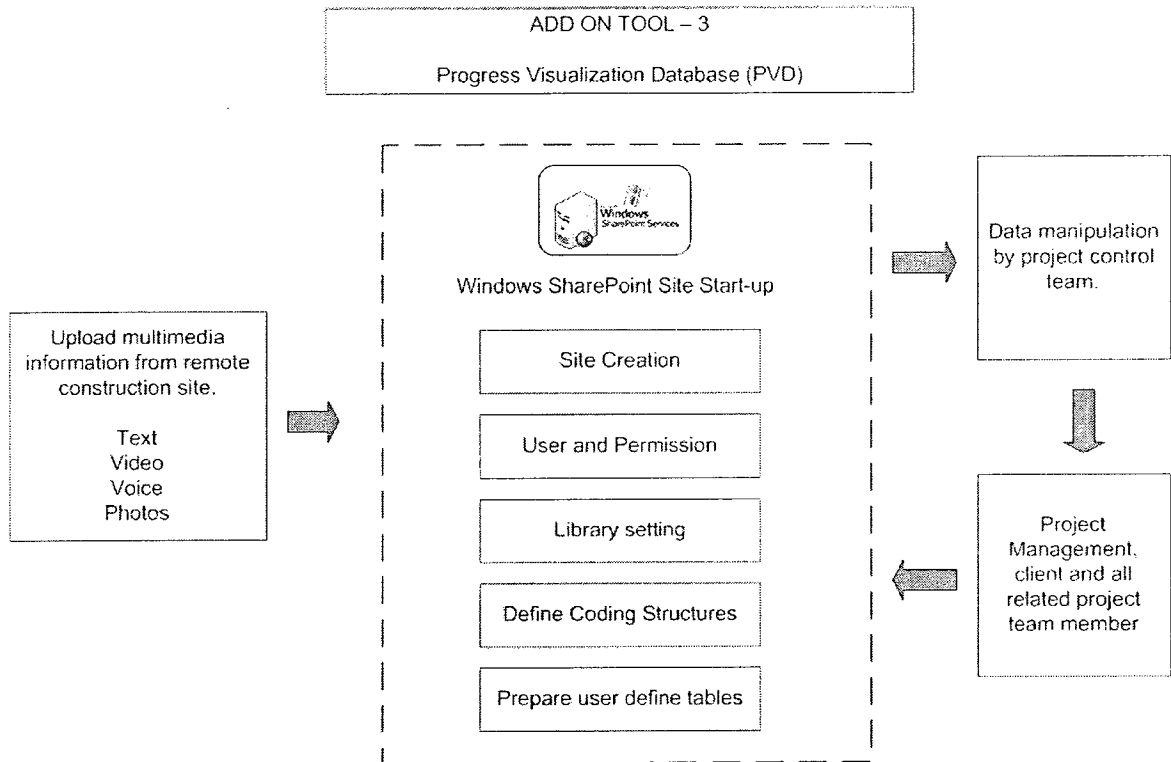 ADD ON TOOL – 3
Progress Visualization Database (PVD)
Windows
SharePoint Services
Windows SharePoint Site Start-up
Upload multimedia
information from remote
construction site.
Text
Video
Voice
Photos
Site Creation
User and Permission
Library setting
Define Coding Structures
Prepare user define tables
Data manipulation
by project control
team.
Project
Management,
client and all
related project
team member